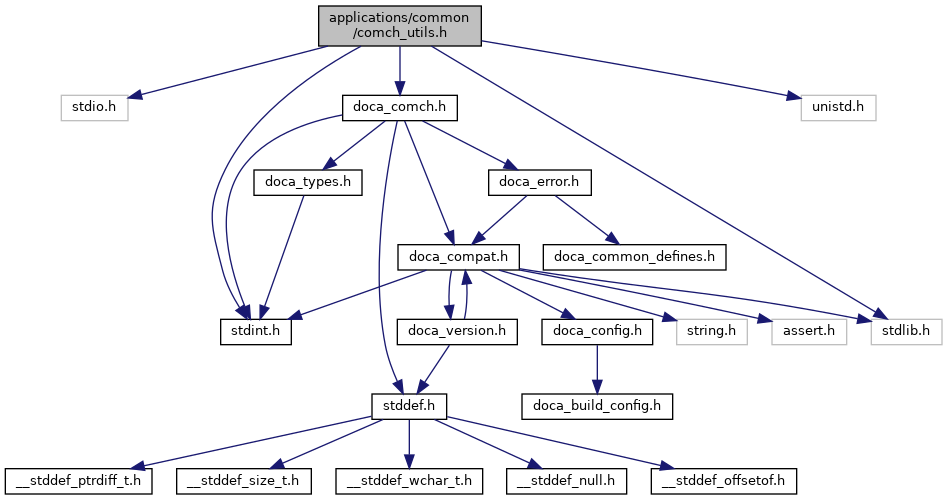 applications/common
/comch_utils.h
stdio.h
doca_comch.h
unistd.h
doca_types.h
doca_error.h
doca_compat.h
doca_common_defines.h
stdint.h
doca_version.h
doca_config.h
string.h
assert.h
stdlib.h
stddef.h
doca_build_config.h
__stddef_ptrdiff_t.h
__stddef_size_t.h
__stddef_wchar_t.h
__stddef_null.h
__stddef_offsetof.h